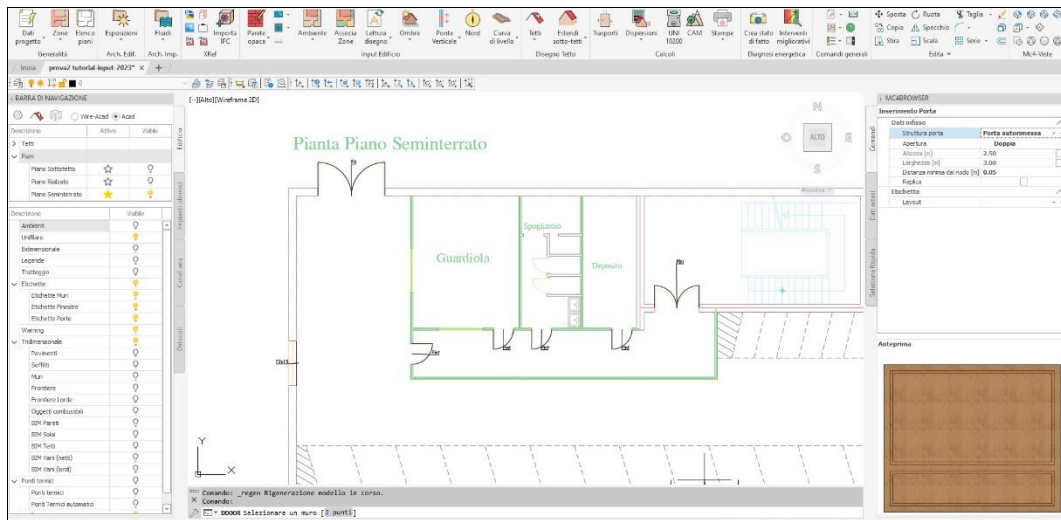 Dati progetto Zone Elenco piani Esposizioni Fluidi Importa IFC Parete opaca Ambiente Associa Zone Lettura disegno Ombre Ponte Verticale Nord Curva di livello Tetti Estendi sotto-tetti Trasporti Dispersioni UNI 10200 CAM Stampe Crea stato di fatto Interventi migliorativi
Sposta Ruota Taglia
Copia Specchio
Stira Scala Serie
Generalità Arch. Edif. Arch. Imp. XRef Input Edificio Disegno Tetto Calcoli Diagnosi energetica Comandi generali Edita Mc4-Viste
Inizia prova2 tutorial-input-2023* × +
0
BARRA DI NAVIGAZIONE
Wire-Acad Acad
Descrizione Attivo Visibile
Tetti
Piani
Piano Sottotetto
Piano Rialzato
Piano Seminterrato
Descrizione Visibile
Ambienti
Unifilare
Bidimensionale
Legende
Tratteggio
Etichette
Etichette Muri
Etichette Finestre
Etichette Porte
Warning
Tridimensionale
Pavimenti
Soffitti
Muri
Frontiere
Frontiere Lorde
Oggetti combustibili
BIM Pareti
BIM Solai
BIM Tetti
BIM Vani (netti)
BIM Vani (lordi)
Ponti termici
Ponti termici
Ponti Termici automatici
Edificio
Impianti idronici
Canali aria
[-][Alto][Wireframe 2D]
Pianta Piano Seminterrato
Guardiola
Spogliatoio
Deposito
N
O ALTO E
S
Y
X
Comando: _regen Rigenerazione modello in corso.
Comando:
DDOOR Selezionare un muro [2 punti]
Comandi
Dati estesi
Selezione Rapida
MC4BROWSER
Inserimento Porta
Dati infisso
Struttura porta Porta autorimessa
Apertura Doppia
Altezza [m] 2.50
Larghezza [m] 3.00
Distanza minima dal nodo [m] 0.05
Replica
Etichetta
Layout
Anteprima